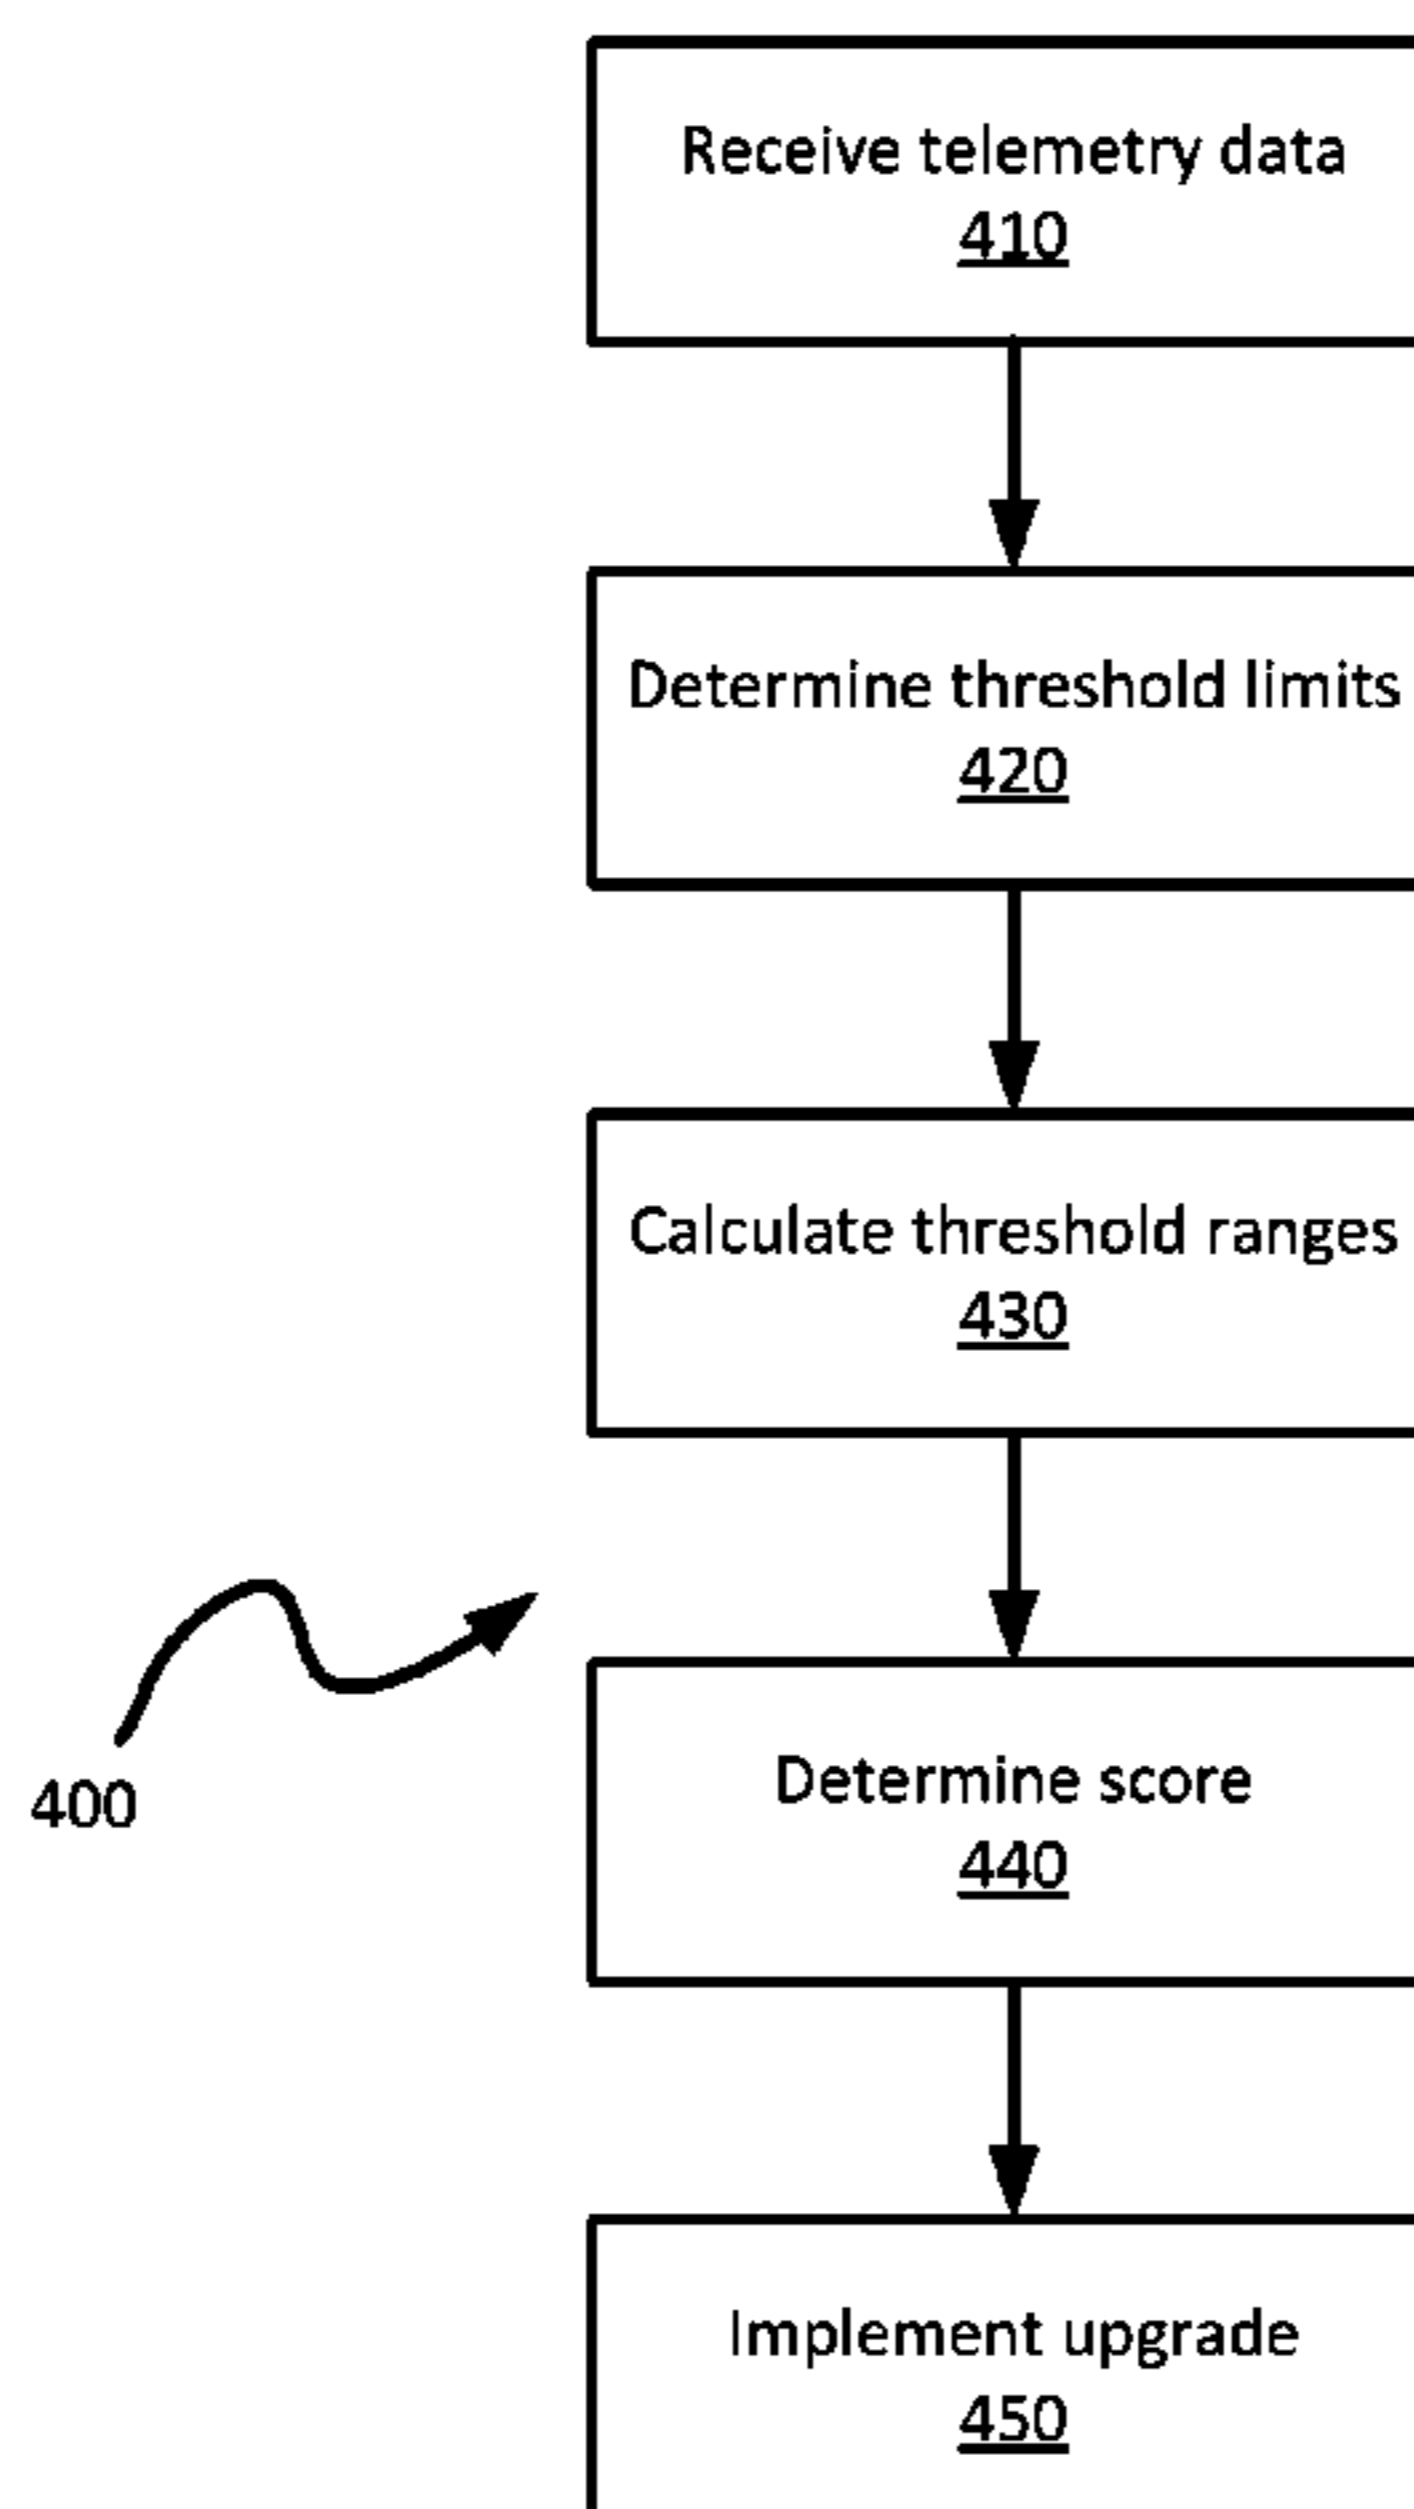 Receive telemetry data
410
Determine threshold limits
420
Calculate threshold ranges
430
400
Determine score
440
Implement upgrade
450